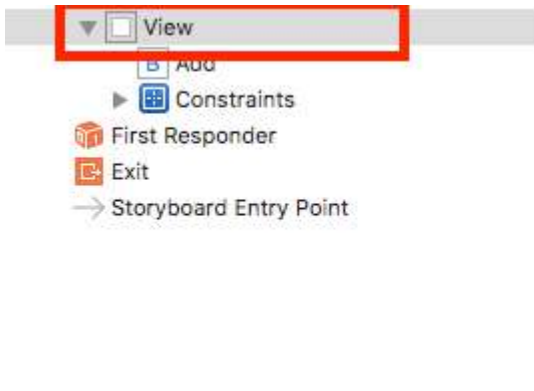 View
B Add
Constraints
First Responder
Exit
Storyboard Entry Point